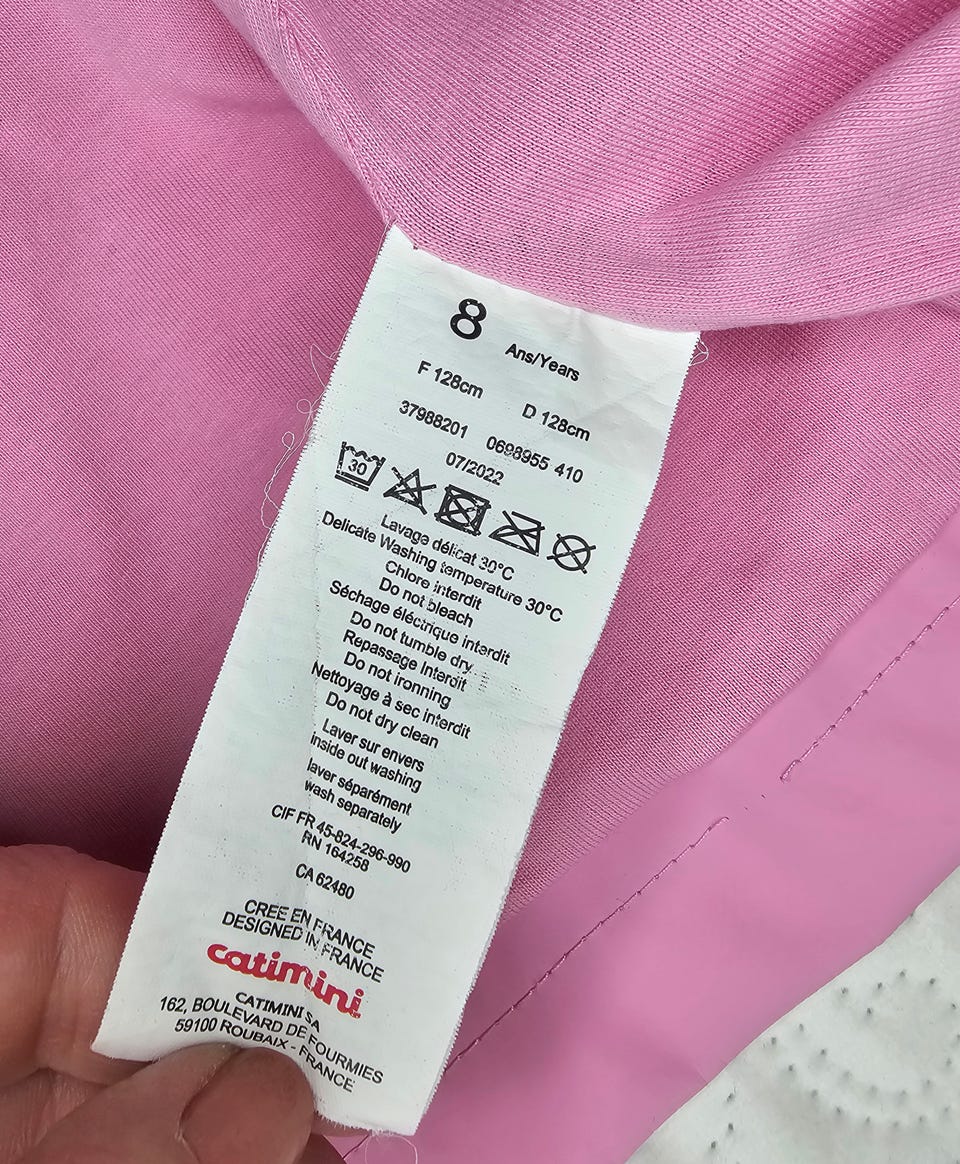 8 Ans/Years
F 128cm D 128cm
37988201 0698955 410
07/2022
30
Lavage délicat 30°C
Delicate Washing temperature 30°C
Chlore interdit
Do not bleach
Séchage éléctrique interdit
Do not tumble dry
Repassage Interdit
Do not ironning
Nettoyage à sec interdit
Do not dry clean
Laver sur envers
inside out washing
laver séparément
wash separately
CIF FR 45-824-296-990
RN 164258
CA 62480
CREE EN FRANCE
DESIGNED IN FRANCE
catimini
CATIMINI SA
162, BOULEVARD DE FOURMIES
59100 ROUBAIX - FRANCE